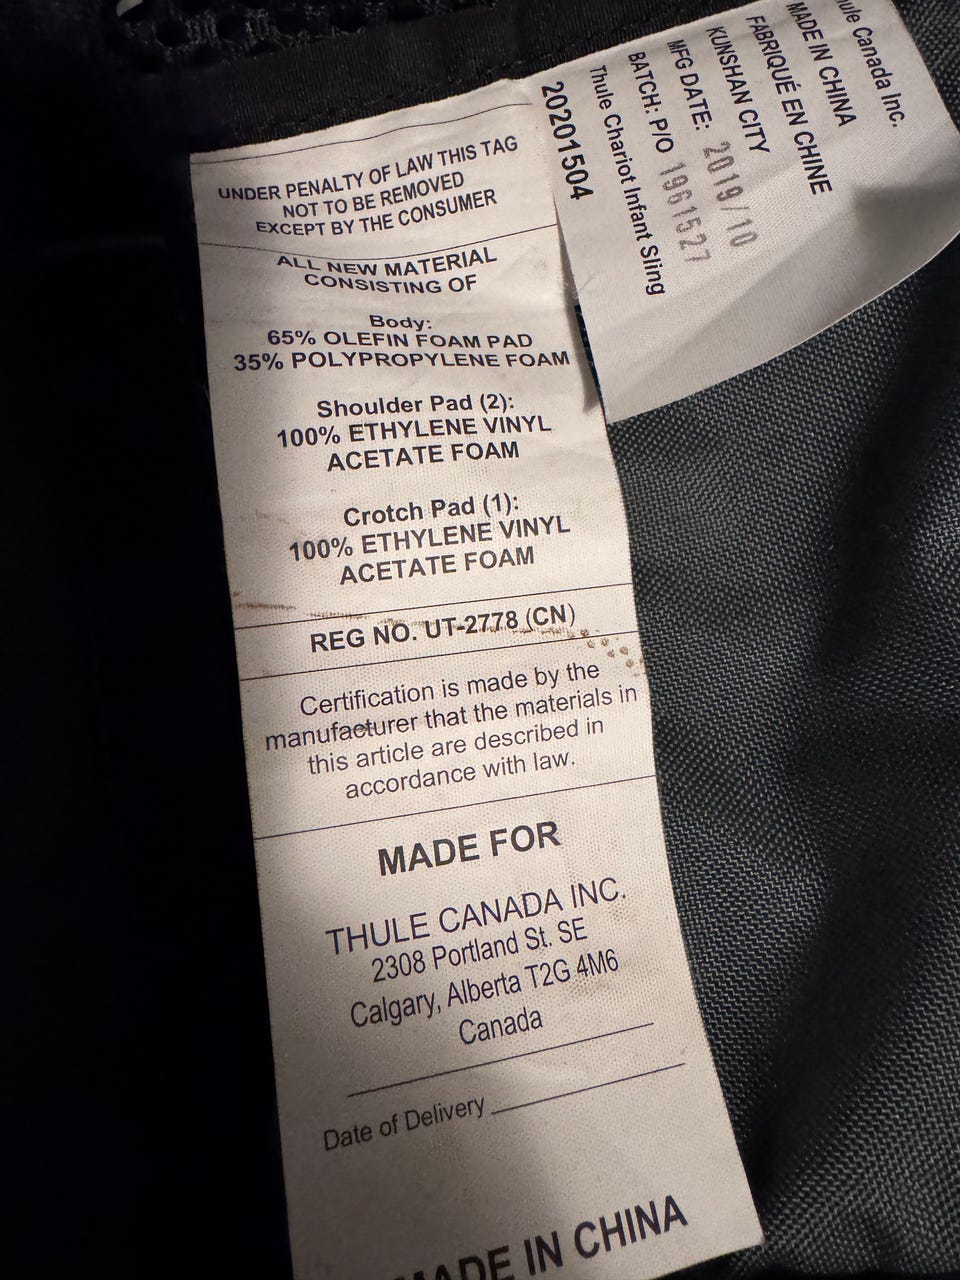 UNDER PENALTY OF LAW THIS TAG
NOT TO BE REMOVED
EXCEPT BY THE CONSUMER
ALL NEW MATERIAL
CONSISTING OF
Body:
65% OLEFIN FOAM PAD
35% POLYPROPYLENE FOAM
Shoulder Pad (2):
100% ETHYLENE VINYL
ACETATE FOAM
Crotch Pad (1):
100% ETHYLENE VINYL
ACETATE FOAM
REG NO. UT-2778 (CN)
Certification is made by the
manufacturer that the materials in
this article are described in
accordance with law.
MADE FOR
THULE CANADA INC.
2308 Portland St. SE
Calgary, Alberta T2G 4M6
Canada
Date of Delivery
MADE IN CHINA
Thule Canada Inc.
MADE IN CHINA
FABRIQUÉ EN CHINE
KUNSHAN CITY
MFG DATE: 2019/10
BATCH: P/O 1961527
Thule Chariot Infant Sling
20201504